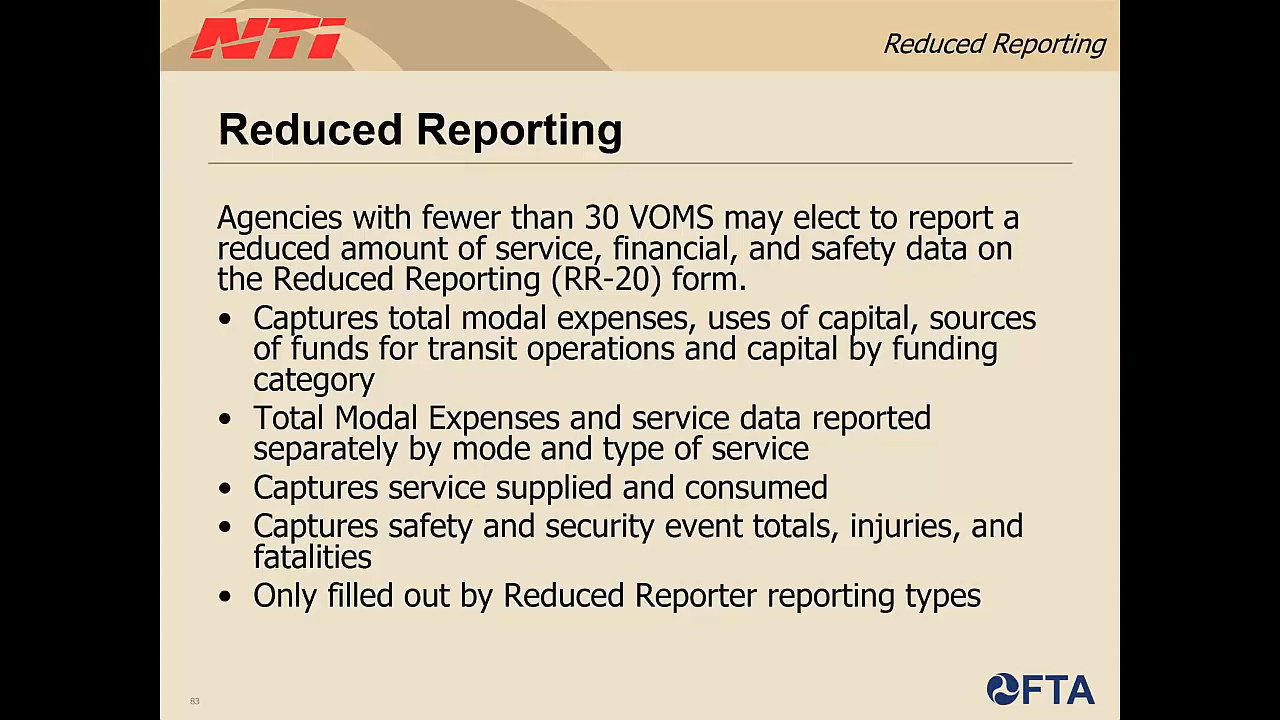 NTI
Reduced Reporting
Reduced Reporting
Agencies with fewer than 30 VOMS may elect to report a
reduced amount of service, financial, and safety data on
the Reduced Reporting (RR-20) form.
• Captures total modal expenses, uses of capital, sources
of funds for transit operations and capital by funding
category
• Total Modal Expenses and service data reported
separately by mode and type of service
• Captures service supplied and consumed
• Captures safety and security event totals, injuries, and
fatalities
• Only filled out by Reduced Reporter reporting types
83
FTA